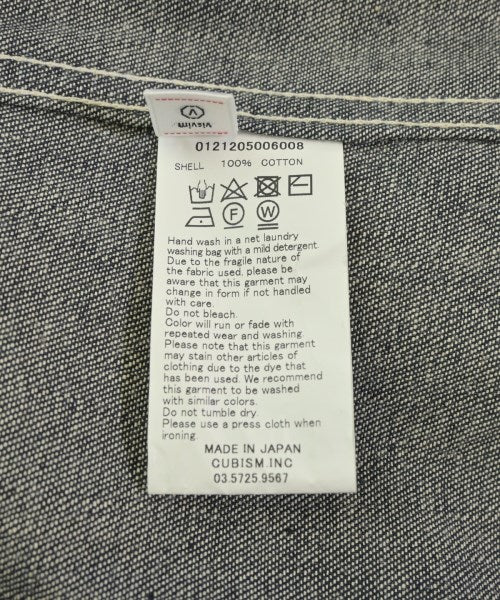 visvim
V
0121205006008
SHELL 100% COTTON
F W
Hand wash in a net laundry
washing bag with a mild detergent.
Due to the fragile nature of
the fabric used, please be
aware that this garment may
change in form if not handled
with care.
Do not bleach.
Color will run or fade with
repeated wear and washing.
Please note that this garment
may stain other articles of
clothing due to the dye that
has been used. We recommend
this garment to be washed
with similar colors.
Do not tumble dry.
Please use a press cloth when
ironing.
MADE IN JAPAN
CUBISM.INC
03.5725.9567